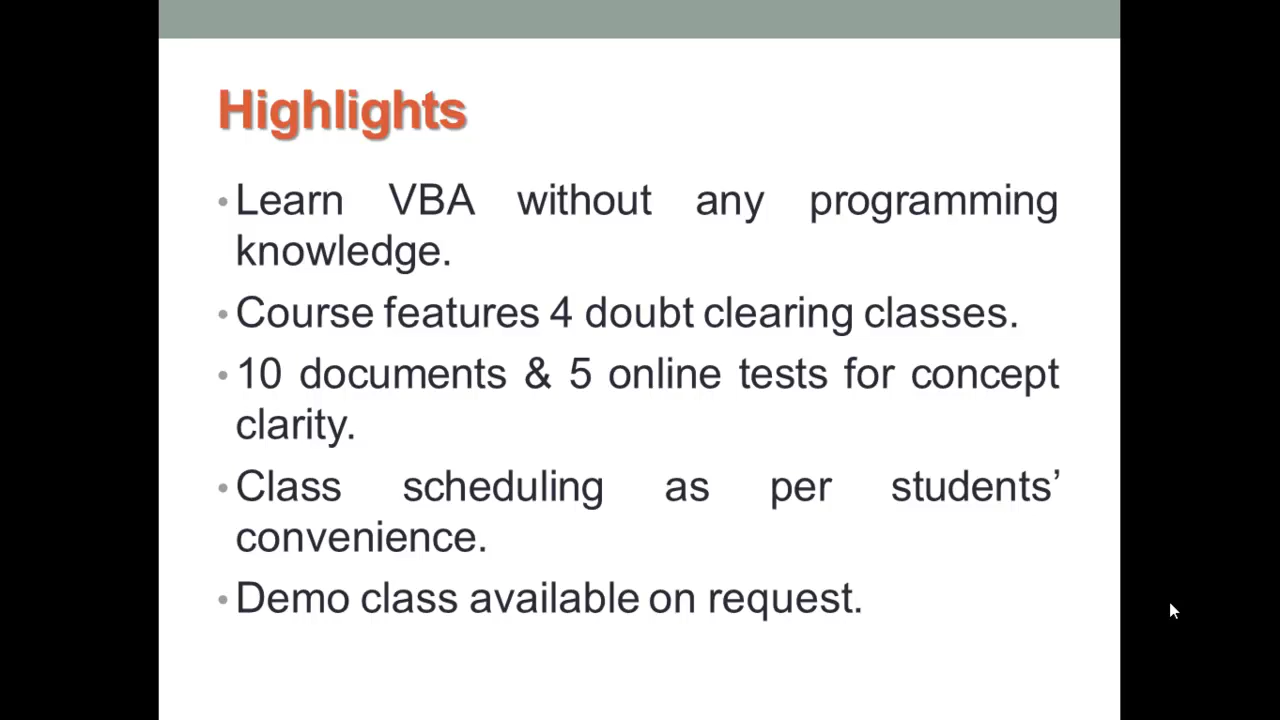 Highlights
• Learn VBA without any programming
knowledge.
• Course features 4 doubt clearing classes.
• 10 documents & 5 online tests for concept
clarity.
• Class scheduling as per students’
convenience.
• Demo class available on request.